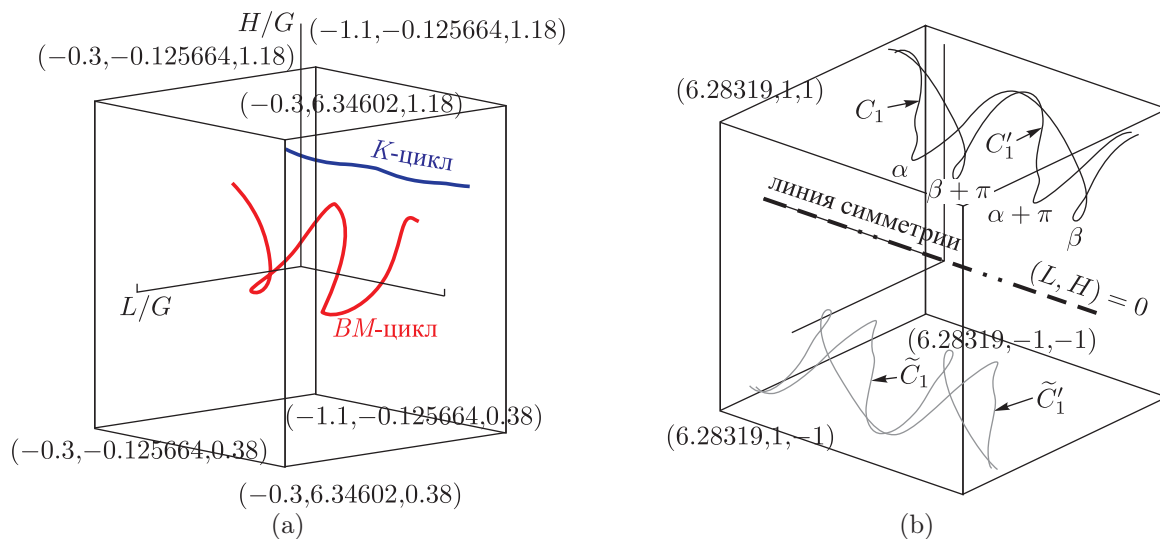 H/G
(−1.1,−0.125664,1.18)
(−0.3,−0.125664,1.18)
(−0.3,6.34602,1.18)
K-цикл
L/G
BM-цикл
(−1.1,−0.125664,0.38)
(−0.3,−0.125664,0.38)
(−0.3,6.34602,0.38)
(a)
(6.28319,1,1)
C₁
C′₁
α
β + π
α + π
β
линия симметрии
(L, H) = 0
(6.28319,−1,−1)
C̃₁
C̃′₁
(6.28319,1,−1)
(b)